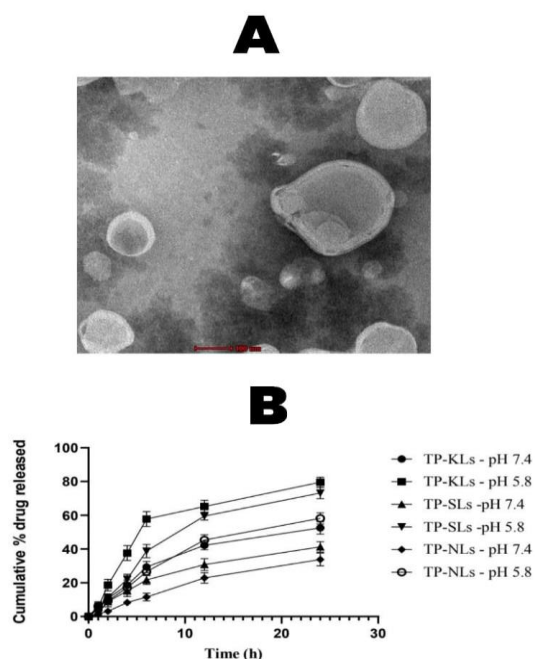 A
B
Cumulative % drug released
100
80
60
40
20
0
0
10
20
30
Time (h)
TP-KLs - pH 7.4
TP-KLs - pH 5.8
TP-SLs -pH 7.4
TP-SLs - pH 5.8
TP-NLs - pH 7.4
TP-NLs - pH 5.8